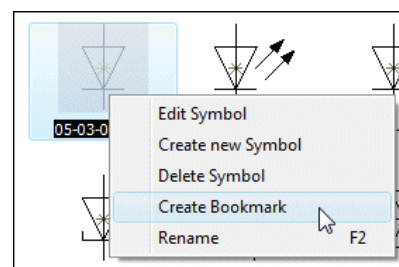 05-03-0
Edit Symbol
Create new Symbol
Delete Symbol
Create Bookmark
Rename F2